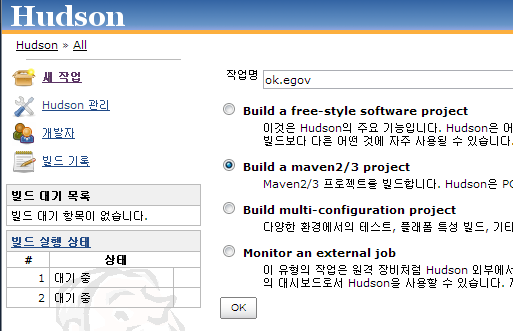 Hudson
Hudson » All
새 작업
Hudson 관리
개발자
빌드 기록
빌드 대기 목록
빌드 대기 항목이 없습니다.
빌드 실행 상태
# 상태
1 대기 중
2 대기 중
작업명 ok.egov
Build a free-style software project
이것은 Hudson의 주요 기능입니다. Hudson은 어
빌드보다 다른 어떤 것에 자주 사용될 수 있습니다.
Build a maven2/3 project
Maven2/3 프로젝트를 빌드합니다. Hudson은 PO
Build multi-configuration project
다양한 환경에서의 테스트, 플래폼 특성 빌드, 기타
Monitor an external job
이 유형의 작업은 원격 장비처럼 Hudson 외부에서
의 대시보드로서 Hudson을 사용할 수 있습니다.
OK